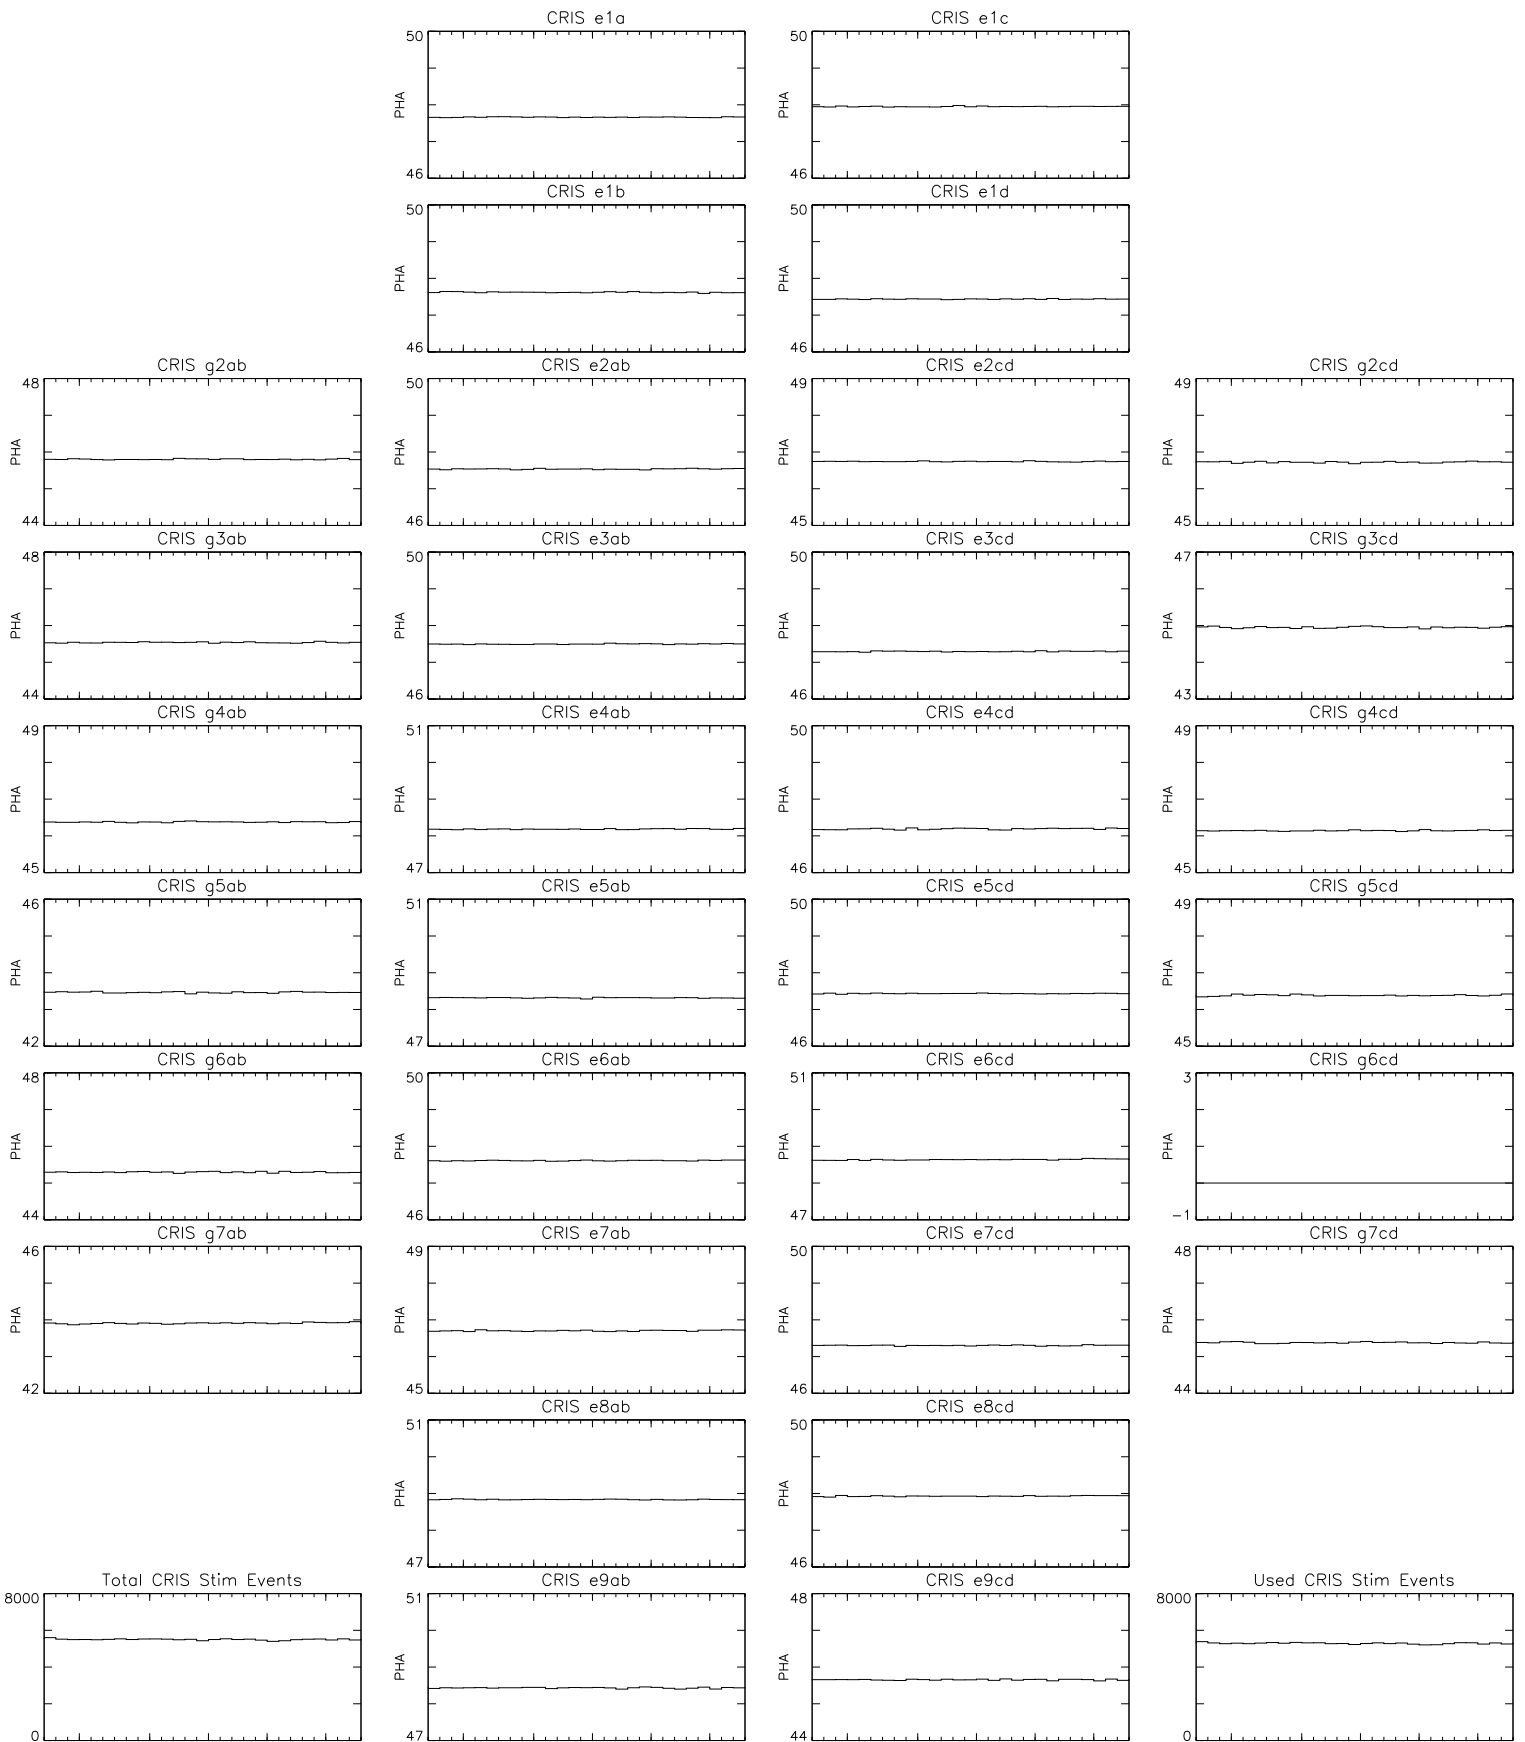 CRIS e1a
CRIS e1c
50
PHA
46
50
PHA
46
CRIS e1b
CRIS e1d
50
PHA
46
50
PHA
46
CRIS g2ab
CRIS e2ab
CRIS e2cd
CRIS g2cd
48
PHA
44
50
PHA
46
49
PHA
45
49
PHA
45
CRIS g3ab
CRIS e3ab
CRIS e3cd
CRIS g3cd
48
PHA
44
50
PHA
46
50
PHA
46
47
PHA
43
CRIS g4ab
CRIS e4ab
CRIS e4cd
CRIS g4cd
49
PHA
45
51
PHA
47
50
PHA
46
49
PHA
45
CRIS g5ab
CRIS e5ab
CRIS e5cd
CRIS g5cd
46
PHA
42
51
PHA
47
50
PHA
46
49
PHA
45
CRIS g6ab
CRIS e6ab
CRIS e6cd
CRIS g6cd
48
PHA
44
50
PHA
46
51
PHA
47
3
PHA
-1
CRIS g7ab
CRIS e7ab
CRIS e7cd
CRIS g7cd
46
PHA
42
49
PHA
45
50
PHA
46
48
PHA
44
CRIS e8ab
CRIS e8cd
51
PHA
47
50
PHA
46
Total CRIS Stim Events
CRIS e9ab
CRIS e9cd
Used CRIS Stim Events
8000
0
51
PHA
47
48
PHA
44
8000
0